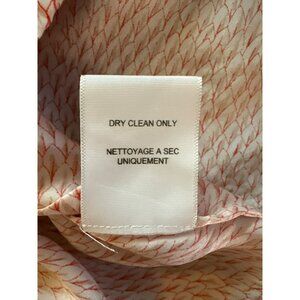 DRY CLEAN ONLY
NETTOYAGE A SEC
UNIQUEMENT